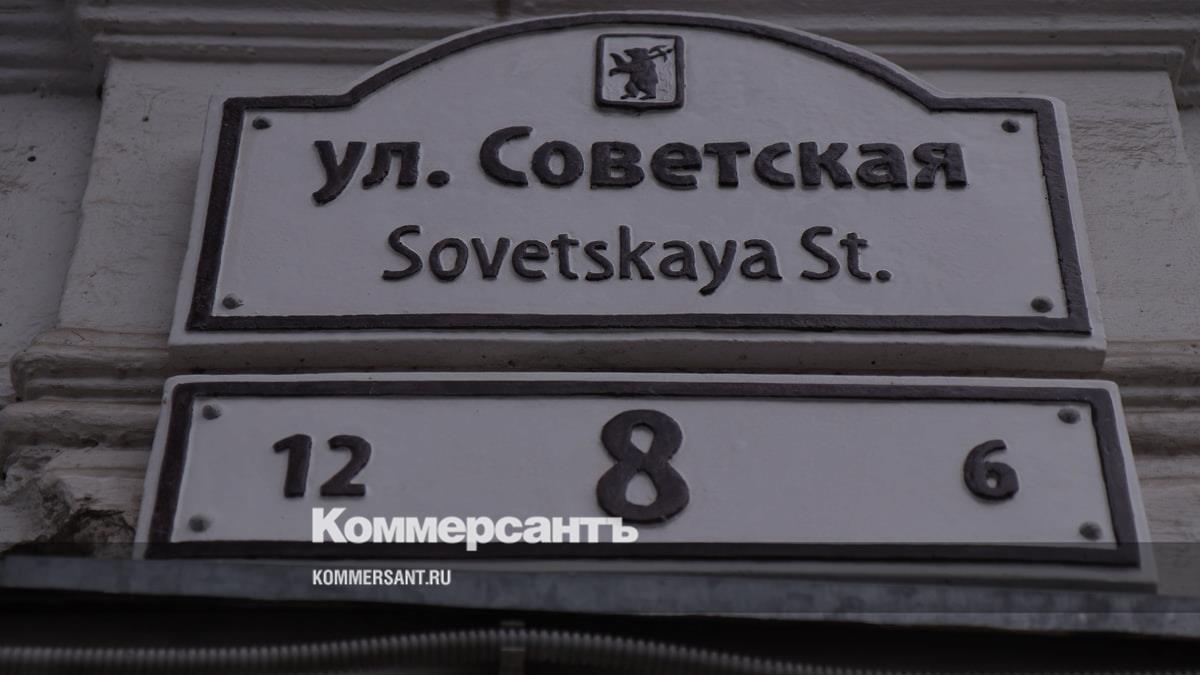 ул. Советская
Sovetskaya St.
12 8 6
Коммерсантъ
KOMMERSANT.RU